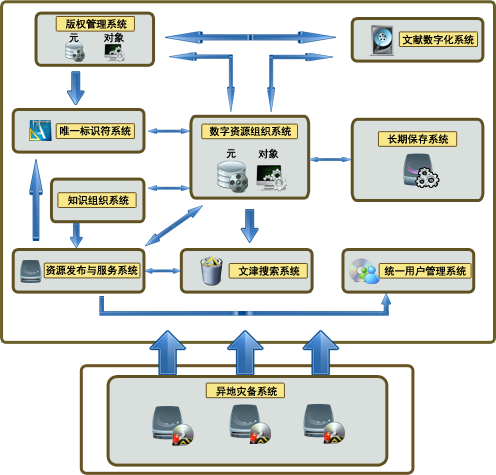 版权管理系统
元 对象
文献数字化系统
唯一标识符系统
数字资源组织系统
元 对象
长期保存系统
知识组织系统
资源发布与服务系统
文津搜索系统
统一用户管理系统
异地灾备系统